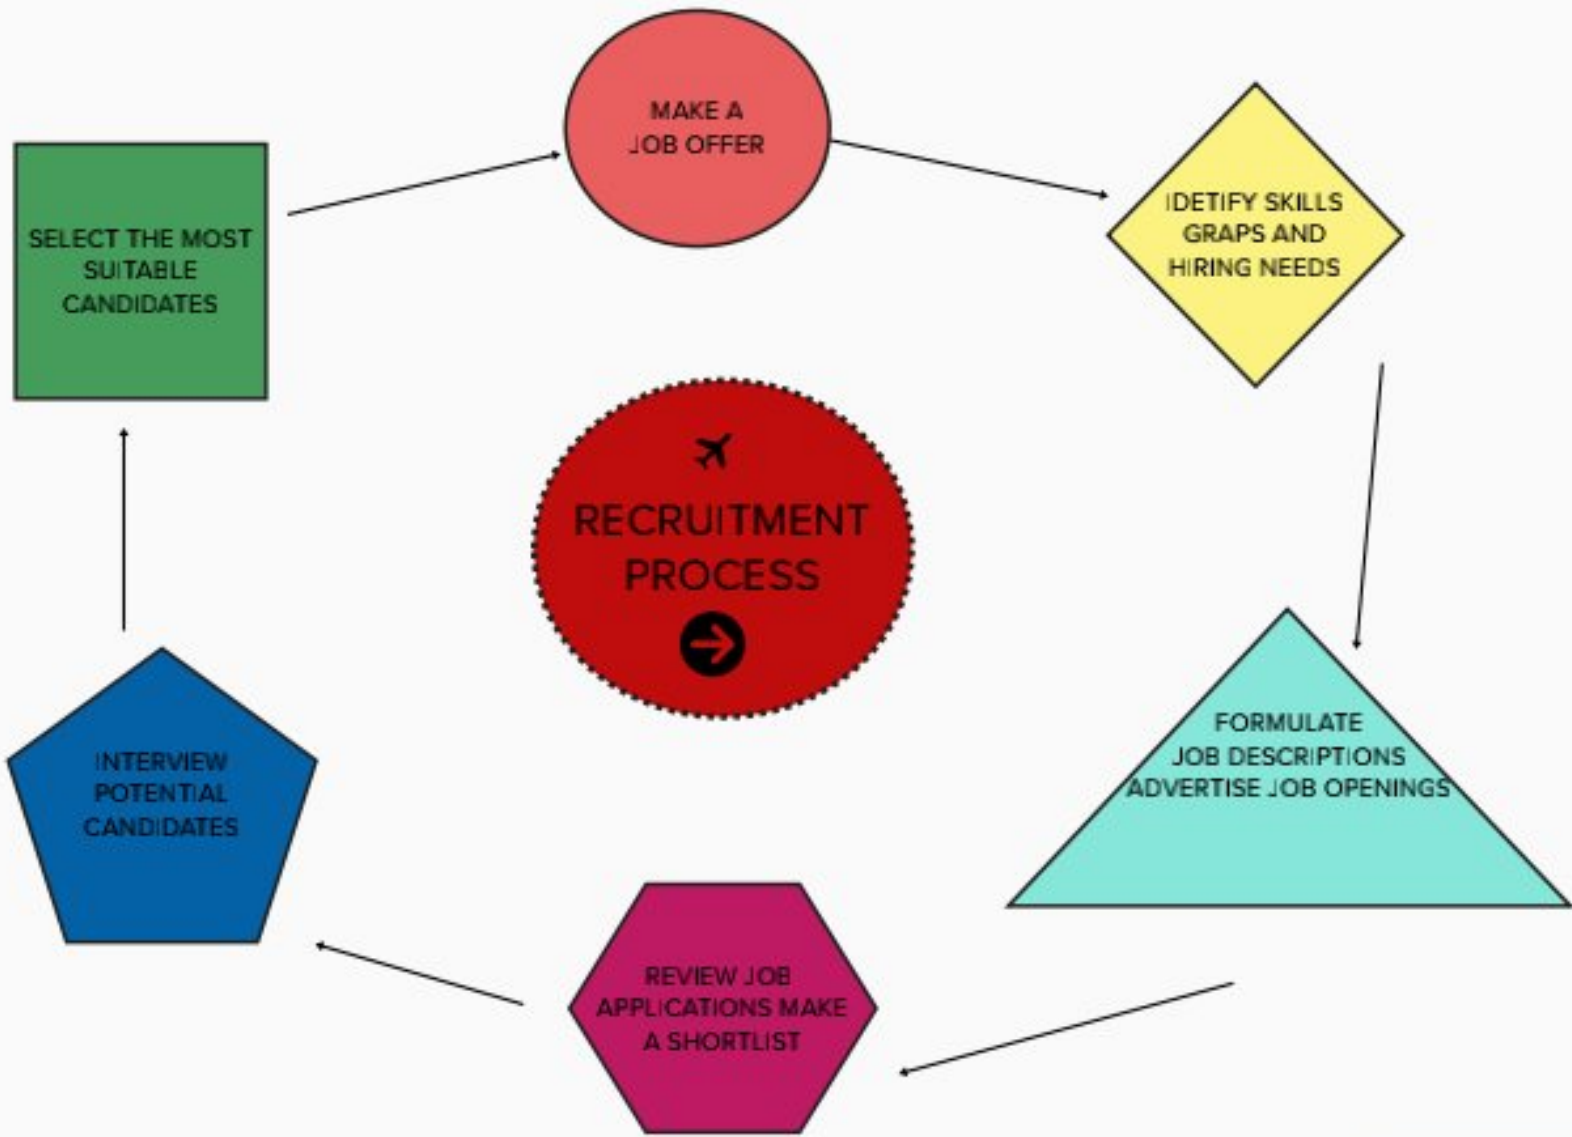 MAKE A
JOB OFFER
IDETIFY SKILLS
GRAPS AND
HIRING NEEDS
SELECT THE MOST
SUITABLE
CANDIDATES
RECRUITMENT
PROCESS
FORMULATE
JOB DESCRIPTIONS
ADVERTISE JOB OPENINGS
INTERVIEW
POTENTIAL
CANDIDATES
REVIEW JOB
APPLICATIONS MAKE
A SHORTLIST